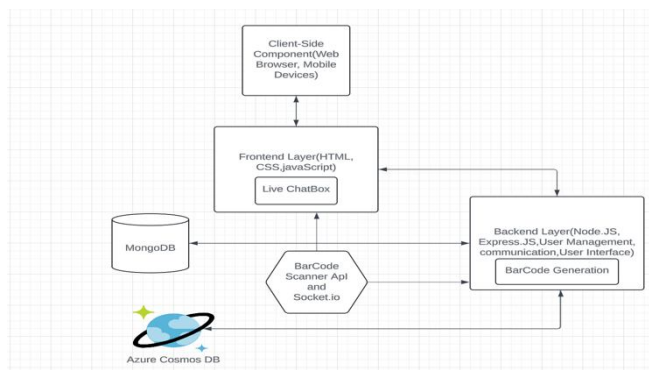 Client-Side
Component(Web
Browser, Mobile
Devices)
Frontend Layer(HTML,
CSS,javaScript)
Live ChatBox
MongoDB
Backend Layer(Node.JS,
Express.JS,User Management,
communication,User Interface)
BarCode Generation
BarCode
Scanner ApI
and
Socket.io
Azure Cosmos DB